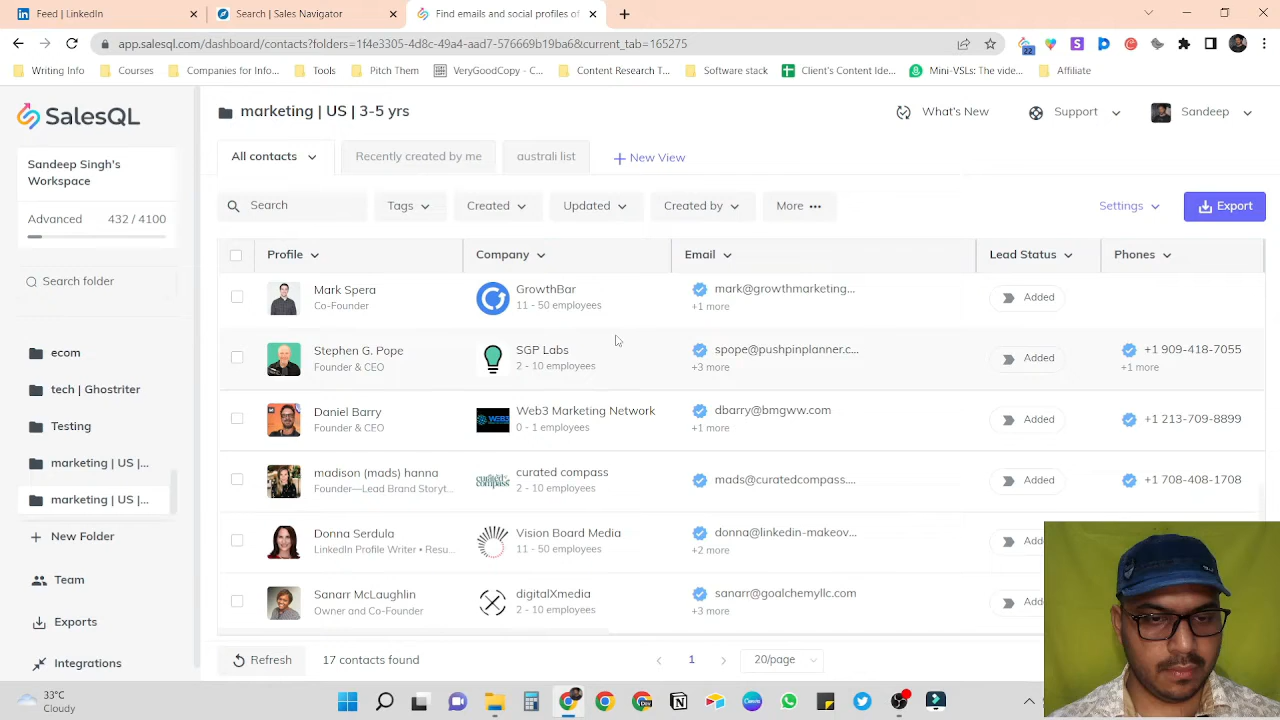 Feed | LinkedIn
Search | Sales Navigator
Find emails and social profiles of
app.salesql.com/dashboard/contacts?
-4d8c-49a4-aa7-576669b19ba68&current_tab=165275
22
Writing Info
Courses
Companies for Infor...
Tools
Pitch Them
VeryGoodCopy - C...
Content Research T...
Software stack
Client's Content Ide...
Mini-VSLs: The vide...
Affiliate
SalesQL
marketing | US | 3-5 yrs
What's New
Support
Sandeep
Sandeep Singh's
Workspace
Advanced 432 / 4100
Search folder
ecom
tech | Ghostriter
Testing
marketing | US |...
marketing | US |...
New Folder
Team
Exports
Integrations
All contacts
Recently created by me
australi list
New View
Search
Tags
Created
Updated
Created by
More
Settings
Export
Profile
Company
Email
Lead Status
Phones
Mark Spera
Co-Founder
GrowthBar
11 - 50 employees
mark@growthmarketing...
+1 more
Added
Stephen G. Pope
Founder & CEO
SGP Labs
2 - 10 employees
spope@pushpinplanner.c...
+3 more
Added
+1 909-418-7055
+1 more
Daniel Barry
Founder & CEO
WEB3
Web3 Marketing Network
0 - 1 employees
dbarry@bmgww.com
+1 more
Added
+1 213-709-8899
madison (mads) hanna
Founder—Lead Brand Storyt...
curated compass
curated compass
2 - 10 employees
mads@curatedcompass....
Added
+1 708-408-1708
Donna Serdula
LinkedIn Profile Writer • Resu...
Vision Board Media
11 - 50 employees
donna@linkedin-makeov...
+2 more
Add
Sanarr McLaughlin
Owner and Co-Founder
digitalXmedia
2 - 10 employees
sanarr@goalchemyllc.com
+3 more
Add
Refresh
17 contacts found
1
20/page
33°C
Cloudy